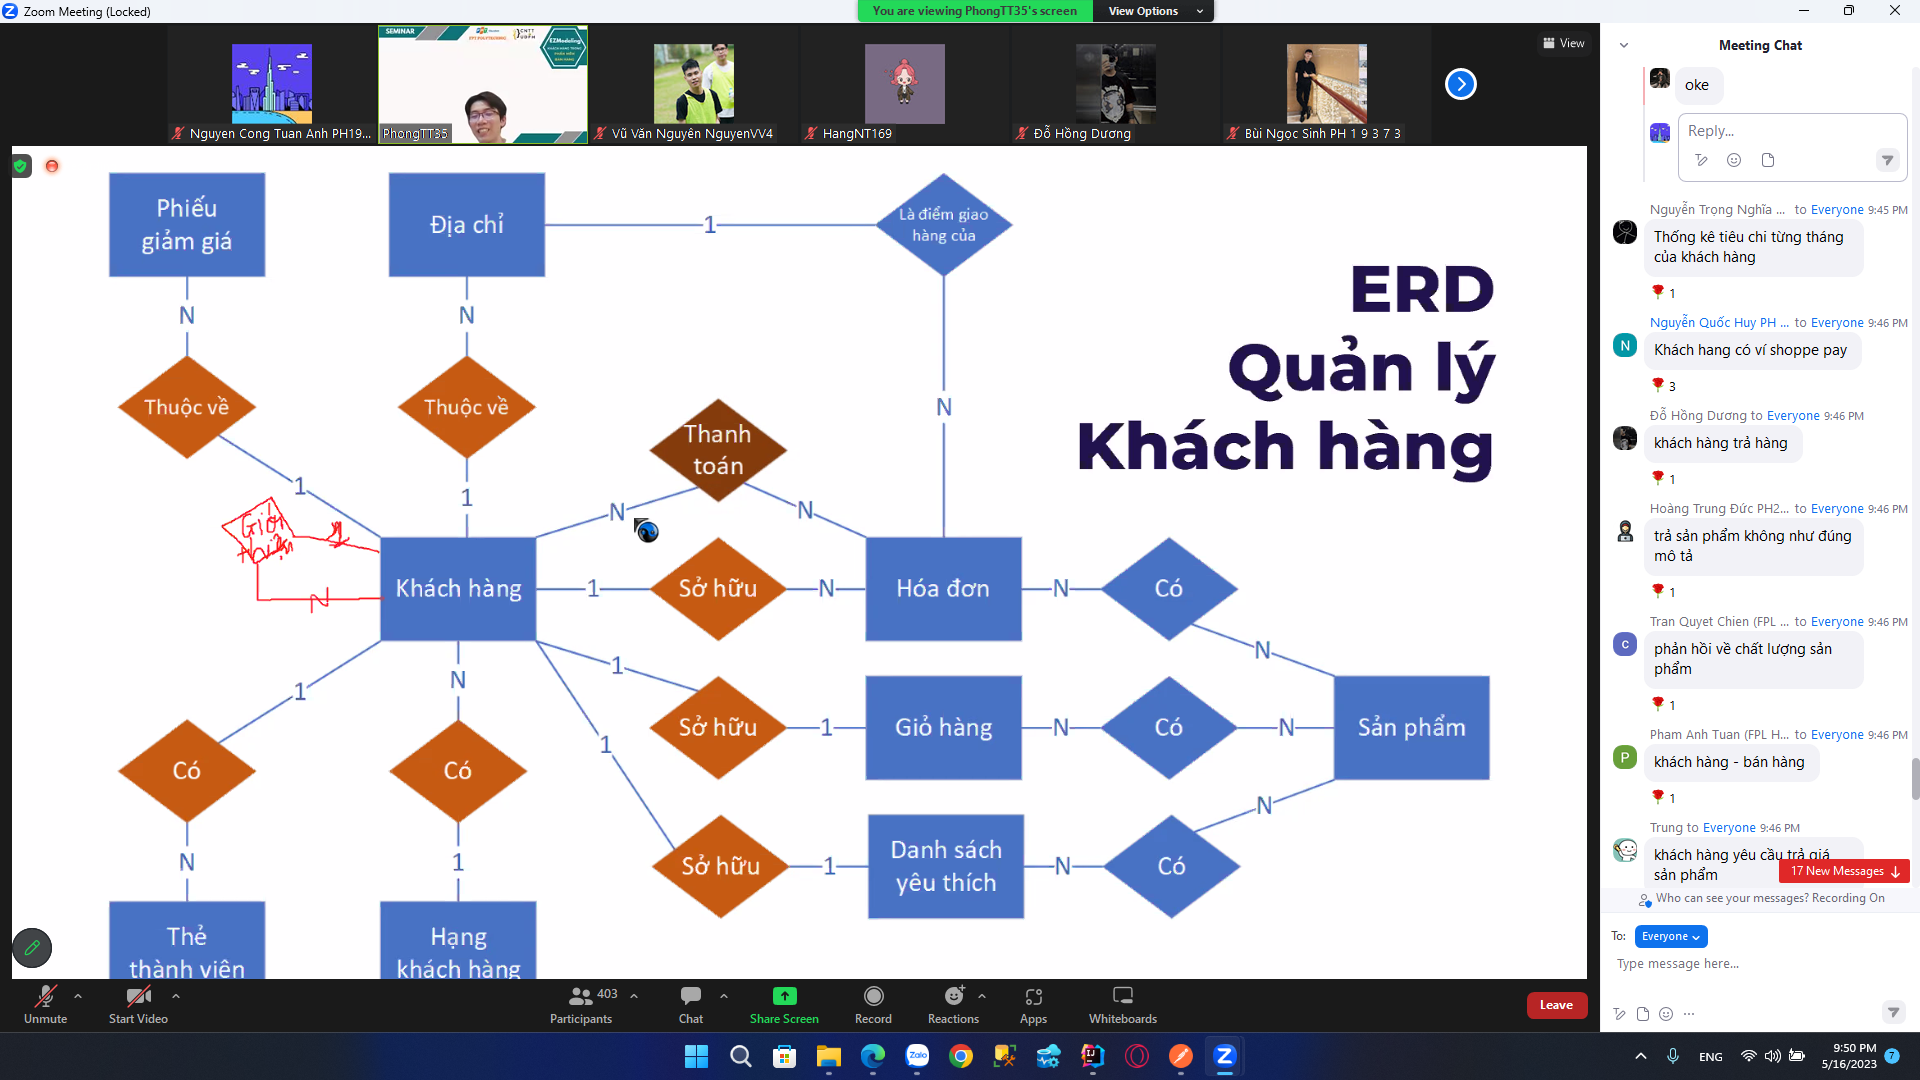 Zoom Meeting (Locked)
You are viewing PhongTT35's screen
View Options
SEMINAR
EZModeling
Nguyen Cong Tuan Anh PH19...
PhongTT35
Vũ Văn Nguyên NguyenVV4
HangNT169
Đỗ Hồng Dương
Bùi Ngọc Sinh PH 1 9 3 7 3
View
ERD
Quản lý
Khách hàng
Phiếu
giảm giá
Địa chỉ
1
Là điểm giao
hàng của
N
N
Thuộc về
Thuộc về
N
Thanh
toán
1
1
N
N
Giới
thiệu
1
N
Khách hàng
1
Sở hữu
N
Hóa đơn
N
Có
1
N
1
N
Sở hữu
1
Giỏ hàng
N
Có
N
Sản phẩm
1
Có
Có
N
N
1
Sở hữu
1
Danh sách
yêu thích
N
Có
Thẻ
thành viên
Hạng
khách hàng
Meeting Chat
oke
Reply...
Nguyễn Trọng Nghĩa ... to Everyone 9:45 PM
Thống kê tiêu chi từng tháng
của khách hàng
1
Nguyễn Quốc Huy PH ... to Everyone 9:46 PM
N
Khách hang có ví shoppe pay
3
Đỗ Hồng Dương to Everyone 9:46 PM
khách hàng trả hàng
1
Hoàng Trung Đức PH2... to Everyone 9:46 PM
trả sản phẩm không như đúng
mô tả
1
Tran Quyet Chien (FPL ... to Everyone 9:46 PM
C
phản hồi về chất lượng sản
phẩm
1
Pham Anh Tuan (FPL H... to Everyone 9:46 PM
P
khách hàng - bán hàng
1
Trung to Everyone 9:46 PM
khách hàng yêu cầu trả giá
sản phẩm
17 New Messages
Who can see your messages? Recording On
To: Everyone
Type message here...
Unmute
Start Video
403
Participants
Chat
Share Screen
Record
Reactions
Apps
Whiteboards
Leave
Zalo
ENG
9:50 PM
5/16/2023
7